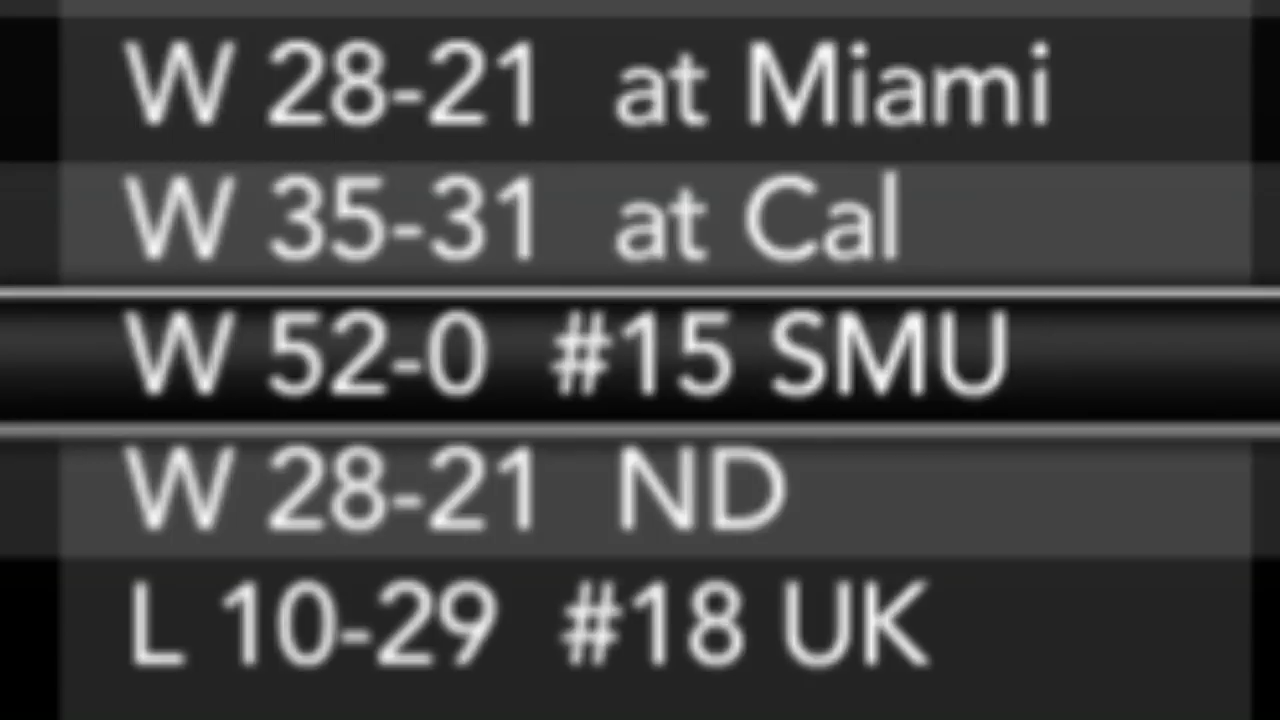 W 28-21 at Miami
W 35-31 at Cal
W 52-0 #15 SMU
W 28-21 ND
L 10-29 #18 UK